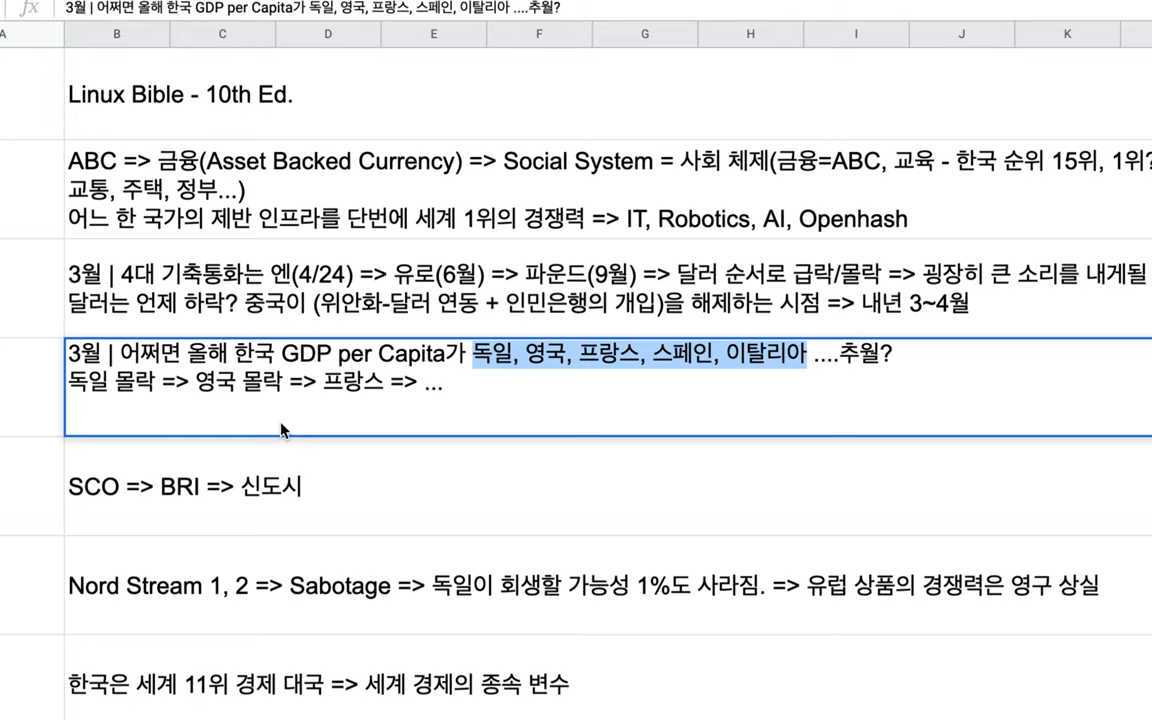 fx 3월 | 어쩌면 올해 한국 GDP per Capita가 독일, 영국, 프랑스, 스페인, 이탈리아 ....추월?
A B C D E F G H I J K
Linux Bible - 10th Ed.
ABC => 금융(Asset Backed Currency) => Social System = 사회 체제(금융=ABC, 교육 - 한국 순위 15위, 1위?
교통, 주택, 정부...)
어느 한 국가의 제반 인프라를 단번에 세계 1위의 경쟁력 => IT, Robotics, AI, Openhash
3월 | 4대 기축통화는 엔(4/24) => 유로(6월) => 파운드(9월) => 달러 순서로 급락/몰락 => 굉장히 큰 소리를 내게될
달러는 언제 하락? 중국이 (위안화-달러 연동 + 인민은행의 개입)을 해제하는 시점 => 내년 3~4월
3월 | 어쩌면 올해 한국 GDP per Capita가 독일, 영국, 프랑스, 스페인, 이탈리아 ....추월?
독일 몰락 => 영국 몰락 => 프랑스 => ...
SCO => BRI => 신도시
Nord Stream 1, 2 => Sabotage => 독일이 회생할 가능성 1%도 사라짐. => 유럽 상품의 경쟁력은 영구 상실
한국은 세계 11위 경제 대국 => 세계 경제의 종속 변수